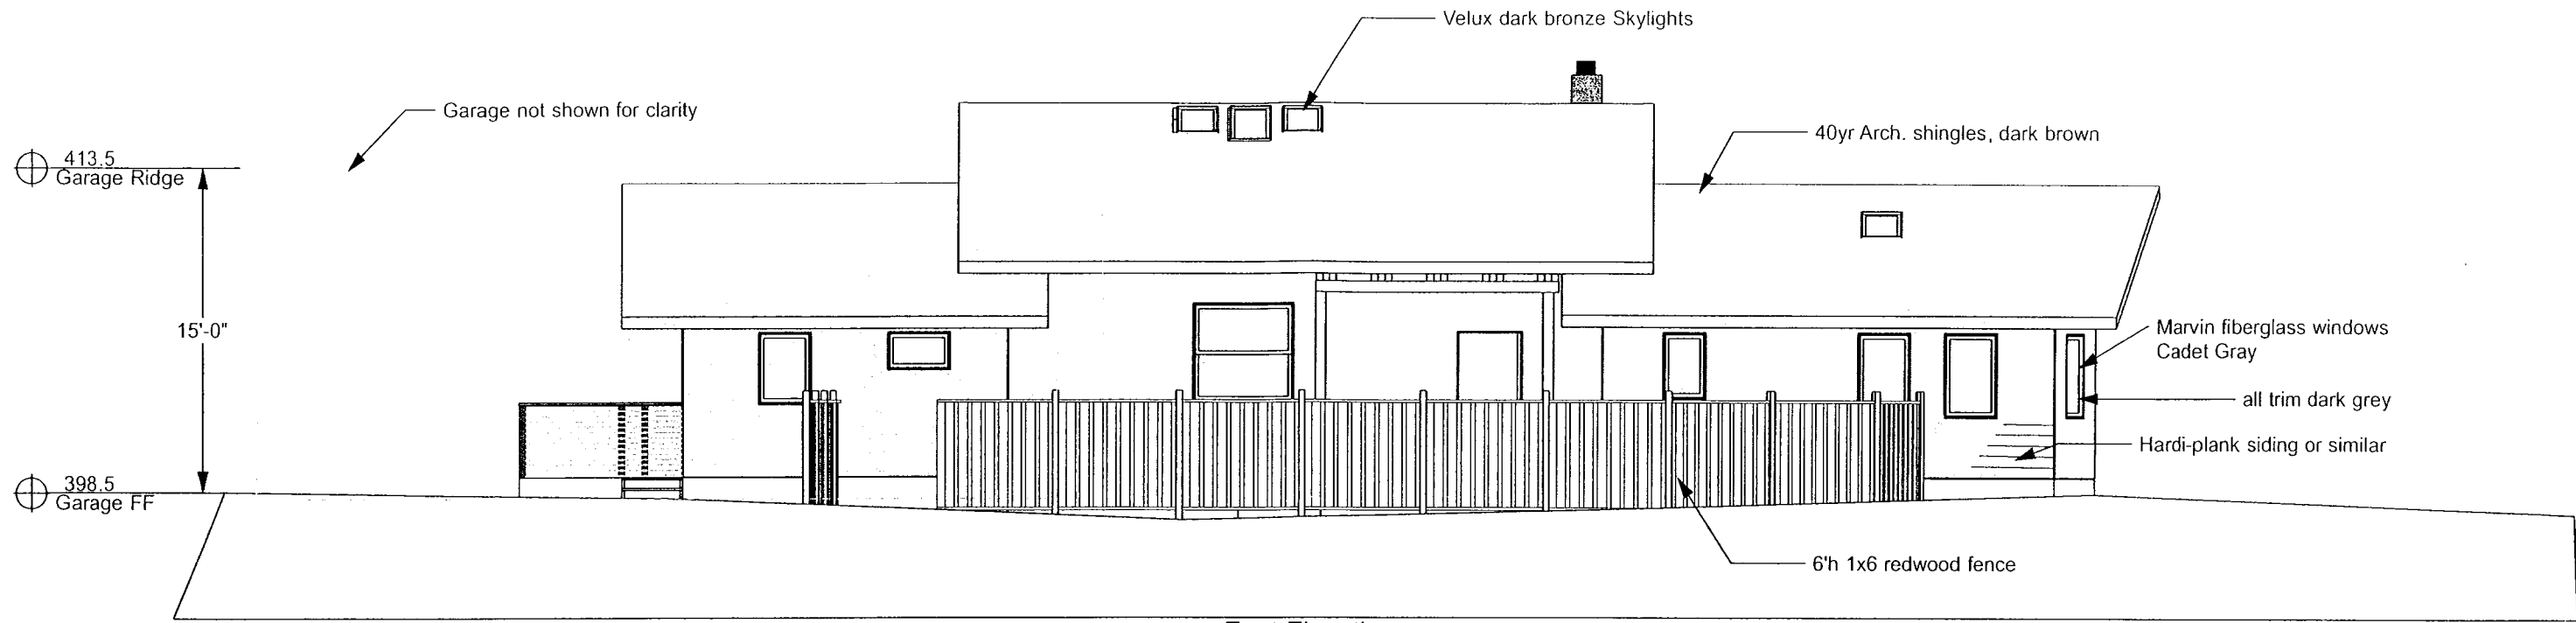 Velux dark bronze Skylights
Garage not shown for clarity
40yr Arch. shingles, dark brown
413.5
Garage Ridge
15'-0"
Marvin fiberglass windows
Cadet Gray
all trim dark grey
Hardi-plank siding or similar
398.5
Garage FF
6'h 1x6 redwood fence